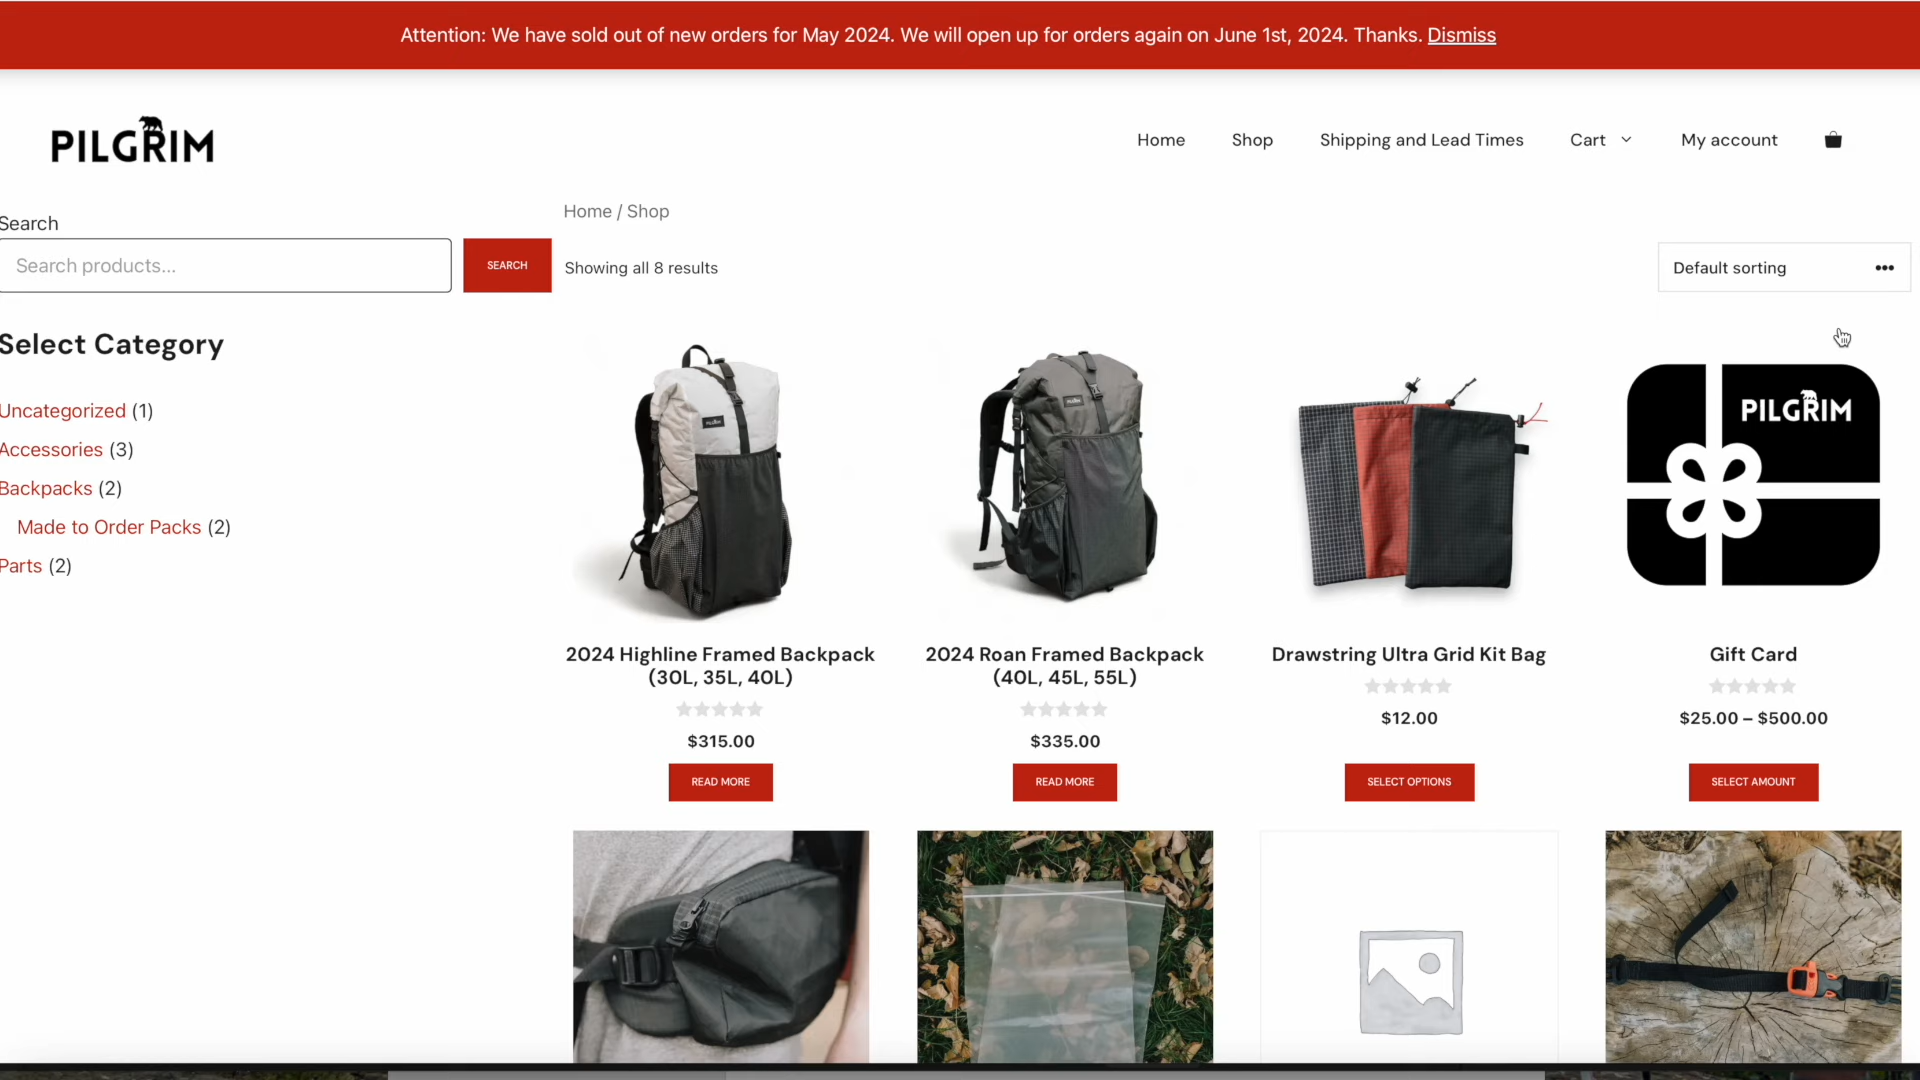 Attention: We have sold out of new orders for May 2024. We will open up for orders again on June 1st, 2024. Thanks. Dismiss
PILGRIM
Home Shop Shipping and Lead Times Cart My account
Home / Shop
Search
Search products...
SEARCH
Showing all 8 results
Default sorting
Select Category
Uncategorized (1)
Accessories (3)
Backpacks (2)
Made to Order Packs (2)
Parts (2)
PILGRIM
2024 Highline Framed Backpack
(30L, 35L, 40L)
$315.00
READ MORE
2024 Roan Framed Backpack
(40L, 45L, 55L)
$335.00
READ MORE
Drawstring Ultra Grid Kit Bag
$12.00
SELECT OPTIONS
Gift Card
$25.00 – $500.00
SELECT AMOUNT